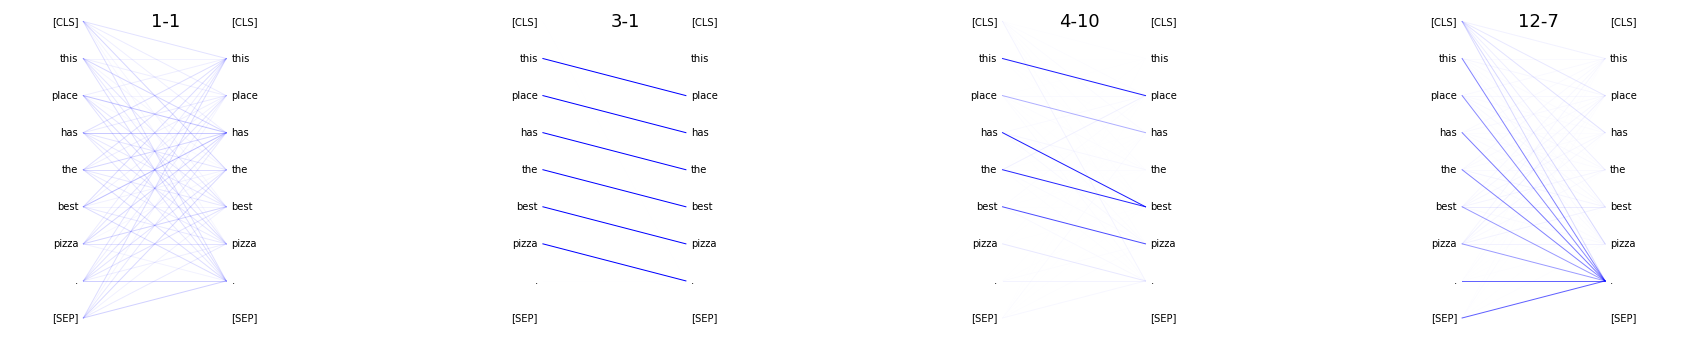 1-1 3-1 4-10 12-7
[CLS] [CLS] [CLS] [CLS] [CLS] [CLS]
this this this this this this this this
place place place place place place place place
has has has has has has has has
the the the the the the the the
best best best best best best best best
pizza pizza pizza pizza pizza pizza pizza pizza
. . . . . . . .
[SEP] [SEP] [SEP] [SEP] [SEP] [SEP] [SEP] [SEP]